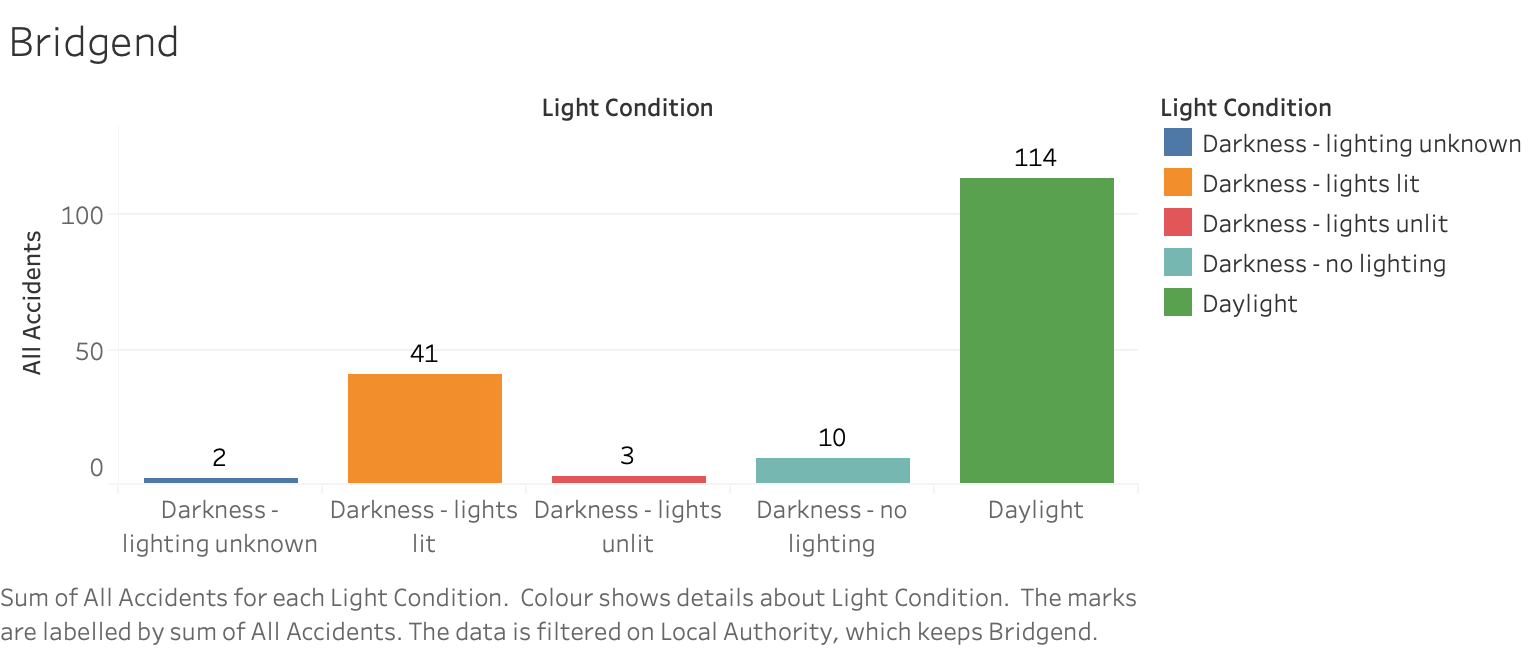 Bridgend
Light Condition
Light Condition
Darkness - lighting unknown
Darkness - lights lit
Darkness - lights unlit
Darkness - no lighting
Daylight
All Accidents
100
50
0
2
41
3
10
114
Darkness -
lighting unknown
Darkness - lights
lit
Darkness - lights
unlit
Darkness - no
lighting
Daylight
Sum of All Accidents for each Light Condition.  Colour shows details about Light Condition.  The marks
are labelled by sum of All Accidents. The data is filtered on Local Authority, which keeps Bridgend.